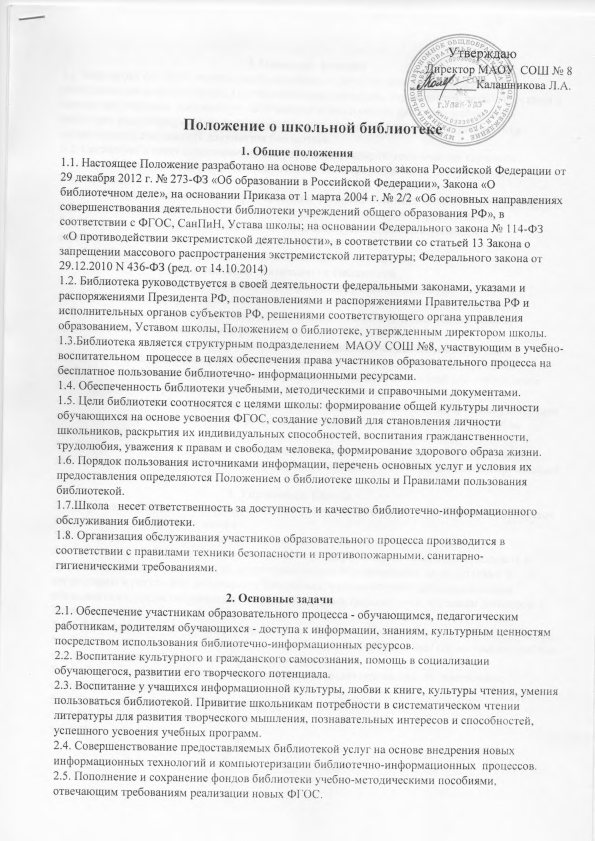 Утверждаю
Директор МАОУ СОШ № 8
Калашникова Л.А.
г.Улан-Удэ
Положение о школьной библиотеке
1. Общие положения
1.1. Настоящее Положение разработано на основе Федерального закона Российской Федерации от
29 декабря 2012 г. № 273-ФЗ «Об образовании в Российской Федерации», Закона «О
библиотечном деле», на основании Приказа от 1 марта 2004 г. № 2/2 «Об основных направлениях
совершенствования деятельности библиотеки учреждений общего образования РФ», в
соответствии с ФГОС, СанПиН, Устава школы; на основании Федерального закона № 114-ФЗ
«О противодействии экстремистской деятельности», в соответствии со статьей 13 Закона о
запрещении массового распространения экстремистской литературы; Федерального закона от
29.12.2010 N 436-ФЗ (ред. от 14.10.2014)
1.2. Библиотека руководствуется в своей деятельности федеральными законами, указами и
распоряжениями Президента РФ, постановлениями и распоряжениями Правительства РФ и
исполнительных органов субъектов РФ, решениями соответствующего органа управления
образованием, Уставом школы, Положением о библиотеке, утвержденным директором школы.
1.3.Библиотека является структурным подразделением МАОУ СОШ №8, участвующим в учебно-
воспитательном процессе в целях обеспечения права участников образовательного процесса на
бесплатное пользование библиотечно- информационными ресурсами.
1.4. Обеспеченность библиотеки учебными, методическими и справочными документами.
1.5. Цели библиотеки соотносятся с целями школы: формирование общей культуры личности
обучающихся на основе усвоения ФГОС, создание условий для становления личности
школьников, раскрытия их индивидуальных способностей, воспитания гражданственности,
трудолюбия, уважения к правам и свободам человека, формирование здорового образа жизни.
1.6. Порядок пользования источниками информации, перечень основных услуг и условия их
предоставления определяются Положением о библиотеке школы и Правилами пользования
библиотекой.
1.7.Школа несет ответственность за доступность и качество библиотечно-информационного
обслуживания библиотеки.
1.8. Организация обслуживания участников образовательного процесса производится в
соответствии с правилами техники безопасности и противопожарными, санитарно-
гигиеническими требованиями.
2. Основные задачи
2.1. Обеспечение участникам образовательного процесса - обучающимся, педагогическим
работникам, родителям обучающихся - доступа к информации, знаниям, культурным ценностям
посредством использования библиотечно-информационных ресурсов.
2.2. Воспитание культурного и гражданского самосознания, помощь в социализации
обучающегося, развитии его творческого потенциала.
2.3. Воспитание у учащихся информационной культуры, любви к книге, культуры чтения, умения
пользоваться библиотекой. Привитие школьникам потребности в систематическом чтении
литературы для развития творческого мышления, познавательных интересов и способностей,
успешного усвоения учебных программ.
2.4. Совершенствование предоставляемых библиотекой услуг на основе внедрения новых
информационных технологий и компьютеризации библиотечно-информационных процессов.
2.5. Пополнение и сохранение фондов библиотеки учебно-методическими пособиями,
отвечающим требованиям реализации новых ФГОС.